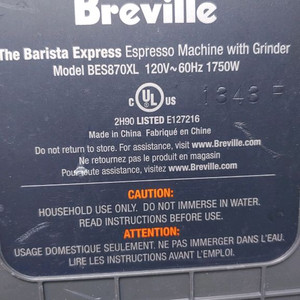 Breville
The Barista Express Espresso Machine with Grinder
Model BES870XL 120V~60Hz 1750W
C UL US
2H90 LISTED E127216
Made in China Fabriqué en Chine
Do not return to store. For assistance, visit www.Breville.com
Ne retournez pas le produit en magasin
Pour toute assistance, visitez www.Breville.com
CAUTION:
HOUSEHOLD USE ONLY. DO NOT IMMERSE IN WATER.
READ INSTRUCTIONS BEFORE USE.
ATTENTION:
USAGE DOMESTIQUE SEULEMENT. NE PAS IMMERGER DANS L'EAU.
LIRE LES INSTRUCTIONS AVANT L'EMPLOI.